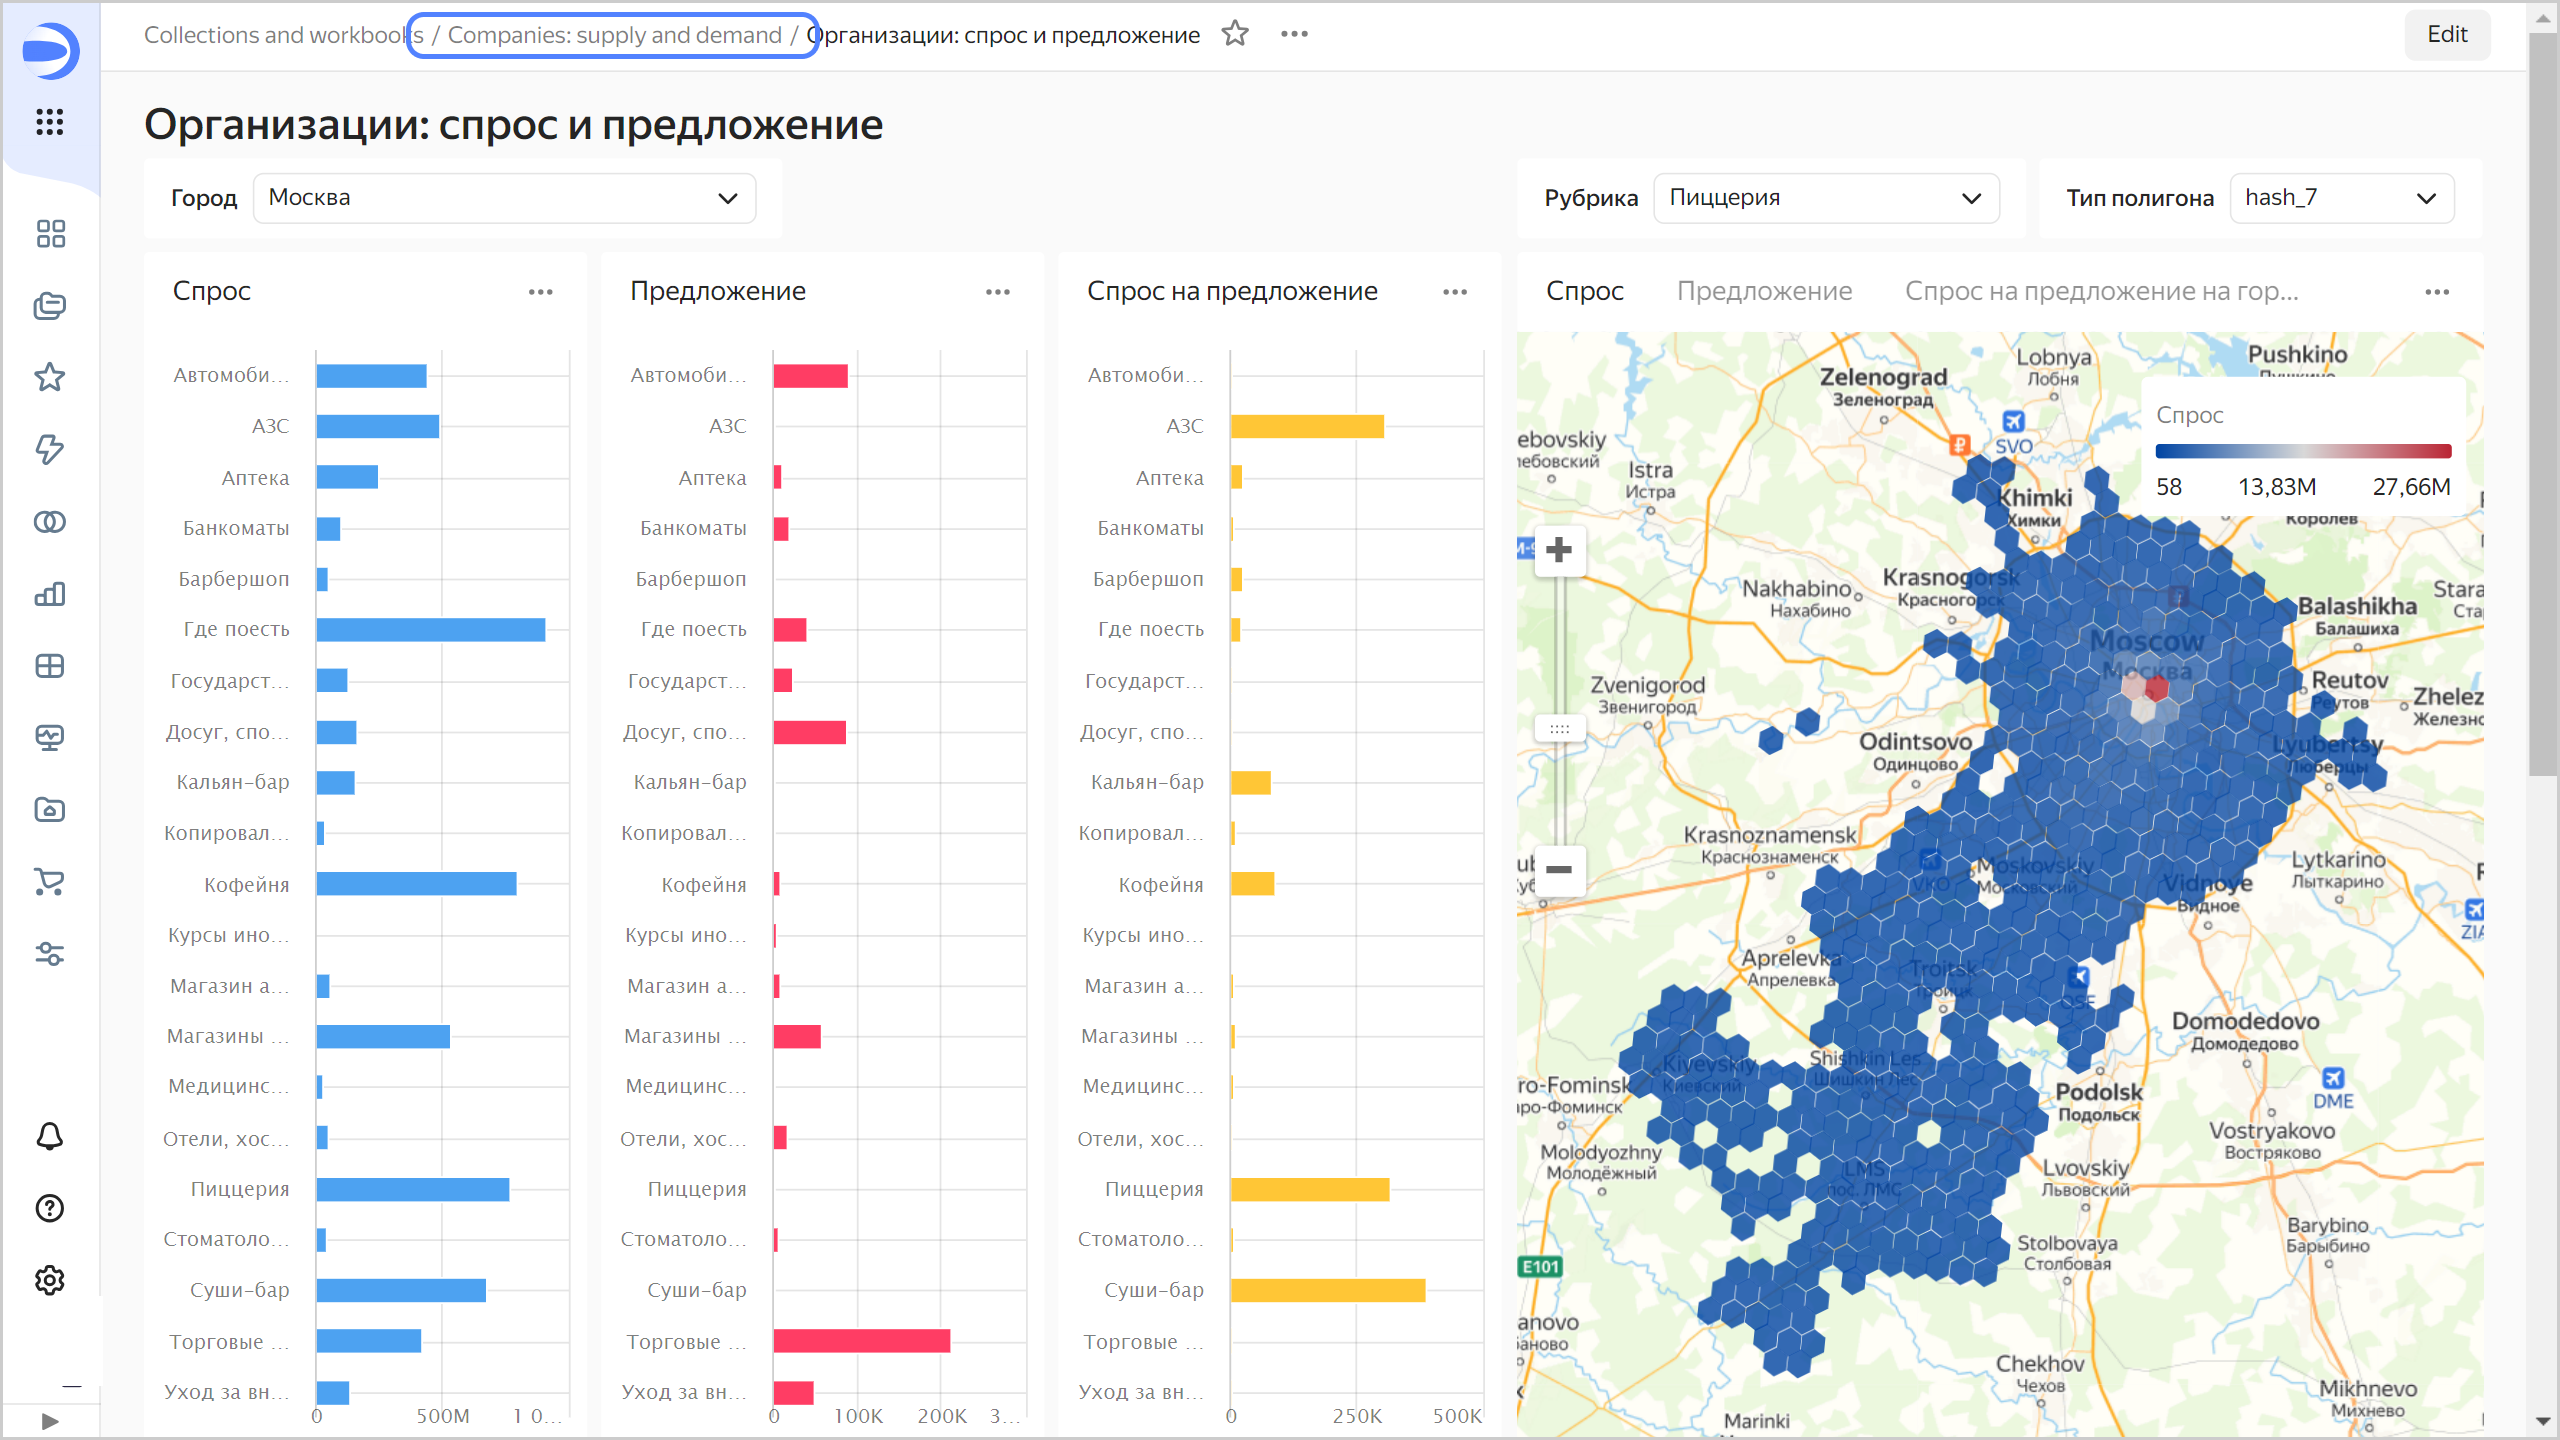 Collections and workbooks / Companies: supply and demand / Организации: спрос и предложение
Edit
Организации: спрос и предложение
Город
Москва
Рубрика
Пиццерия
Тип полигона
hash_7
Спрос
Автомоби...
АЗС
Аптека
Банкоматы
Барбершоп
Где поесть
Государст...
Досуг, спо...
Кальян-бар
Копировал...
Кофейня
Курсы ино...
Магазин а...
Магазины ...
Медицинс...
Отели, хос...
Пиццерия
Стоматоло...
Суши-бар
Торговые ...
Уход за вн...
0 500M 1 0...
Предложение
Автомоби...
АЗС
Аптека
Банкоматы
Барбершоп
Где поесть
Государст...
Досуг, спо...
Кальян-бар
Копировал...
Кофейня
Курсы ино...
Магазин а...
Магазины ...
Медицинс...
Отели, хос...
Пиццерия
Стоматоло...
Суши-бар
Торговые ...
Уход за вн...
0 100K 200K 3...
Спрос на предложение
Автомоби...
АЗС
Аптека
Банкоматы
Барбершоп
Где поесть
Государст...
Досуг, спо...
Кальян-бар
Копировал...
Кофейня
Курсы ино...
Магазин а...
Магазины ...
Медицинс...
Отели, хос...
Пиццерия
Стоматоло...
Суши-бар
Торговые ...
Уход за вн...
0 250K 500K
Спрос
Предложение
Спрос на предложение на гор...
Спрос
58 13,83M 27,66M
Lobnya
Лобня
Pushkino
Zelenograd
Зеленоград
SVO
ebovskiy
лебовский
Istra
Истра
Khimki
Химки
Королёв
М-9
Nakhabino
Нахабино
Krasnogorsk
Красногорск
Stara
Ста
Balashikha
Балашиха
Moscow
Москва
Zvenigorod
Звенигород
Reutov
Реутов
Zhelez
Железно
Odintsovo
Одинцово
Lyubertsy
Люберцы
Krasnoznamensk
Краснознаменск
VKO
Moskovskiy
Московский
Lytkarino
Лыткарино
Vidnoye
Видное
ZIA
Aprelevka
Апрелевка
Troitsk
Троицк
OSF
Domodedovo
Домодедово
Kiyevskiy
Киевский
Shishkin Les
Шишкин Лес
ro-Fominsk
аро-Фоминск
Podolsk
Подольск
DME
Vostryakovo
Востряково
Molodyozhny
Молодёжный
LMS
пос. ЛМС
Lvovskiy
Львовский
Barybino
Барыбино
Stolbovaya
Столбовая
E101
anovo
баново
Chekhov
Чехов
Mikhnevo
Михнево
Marinki